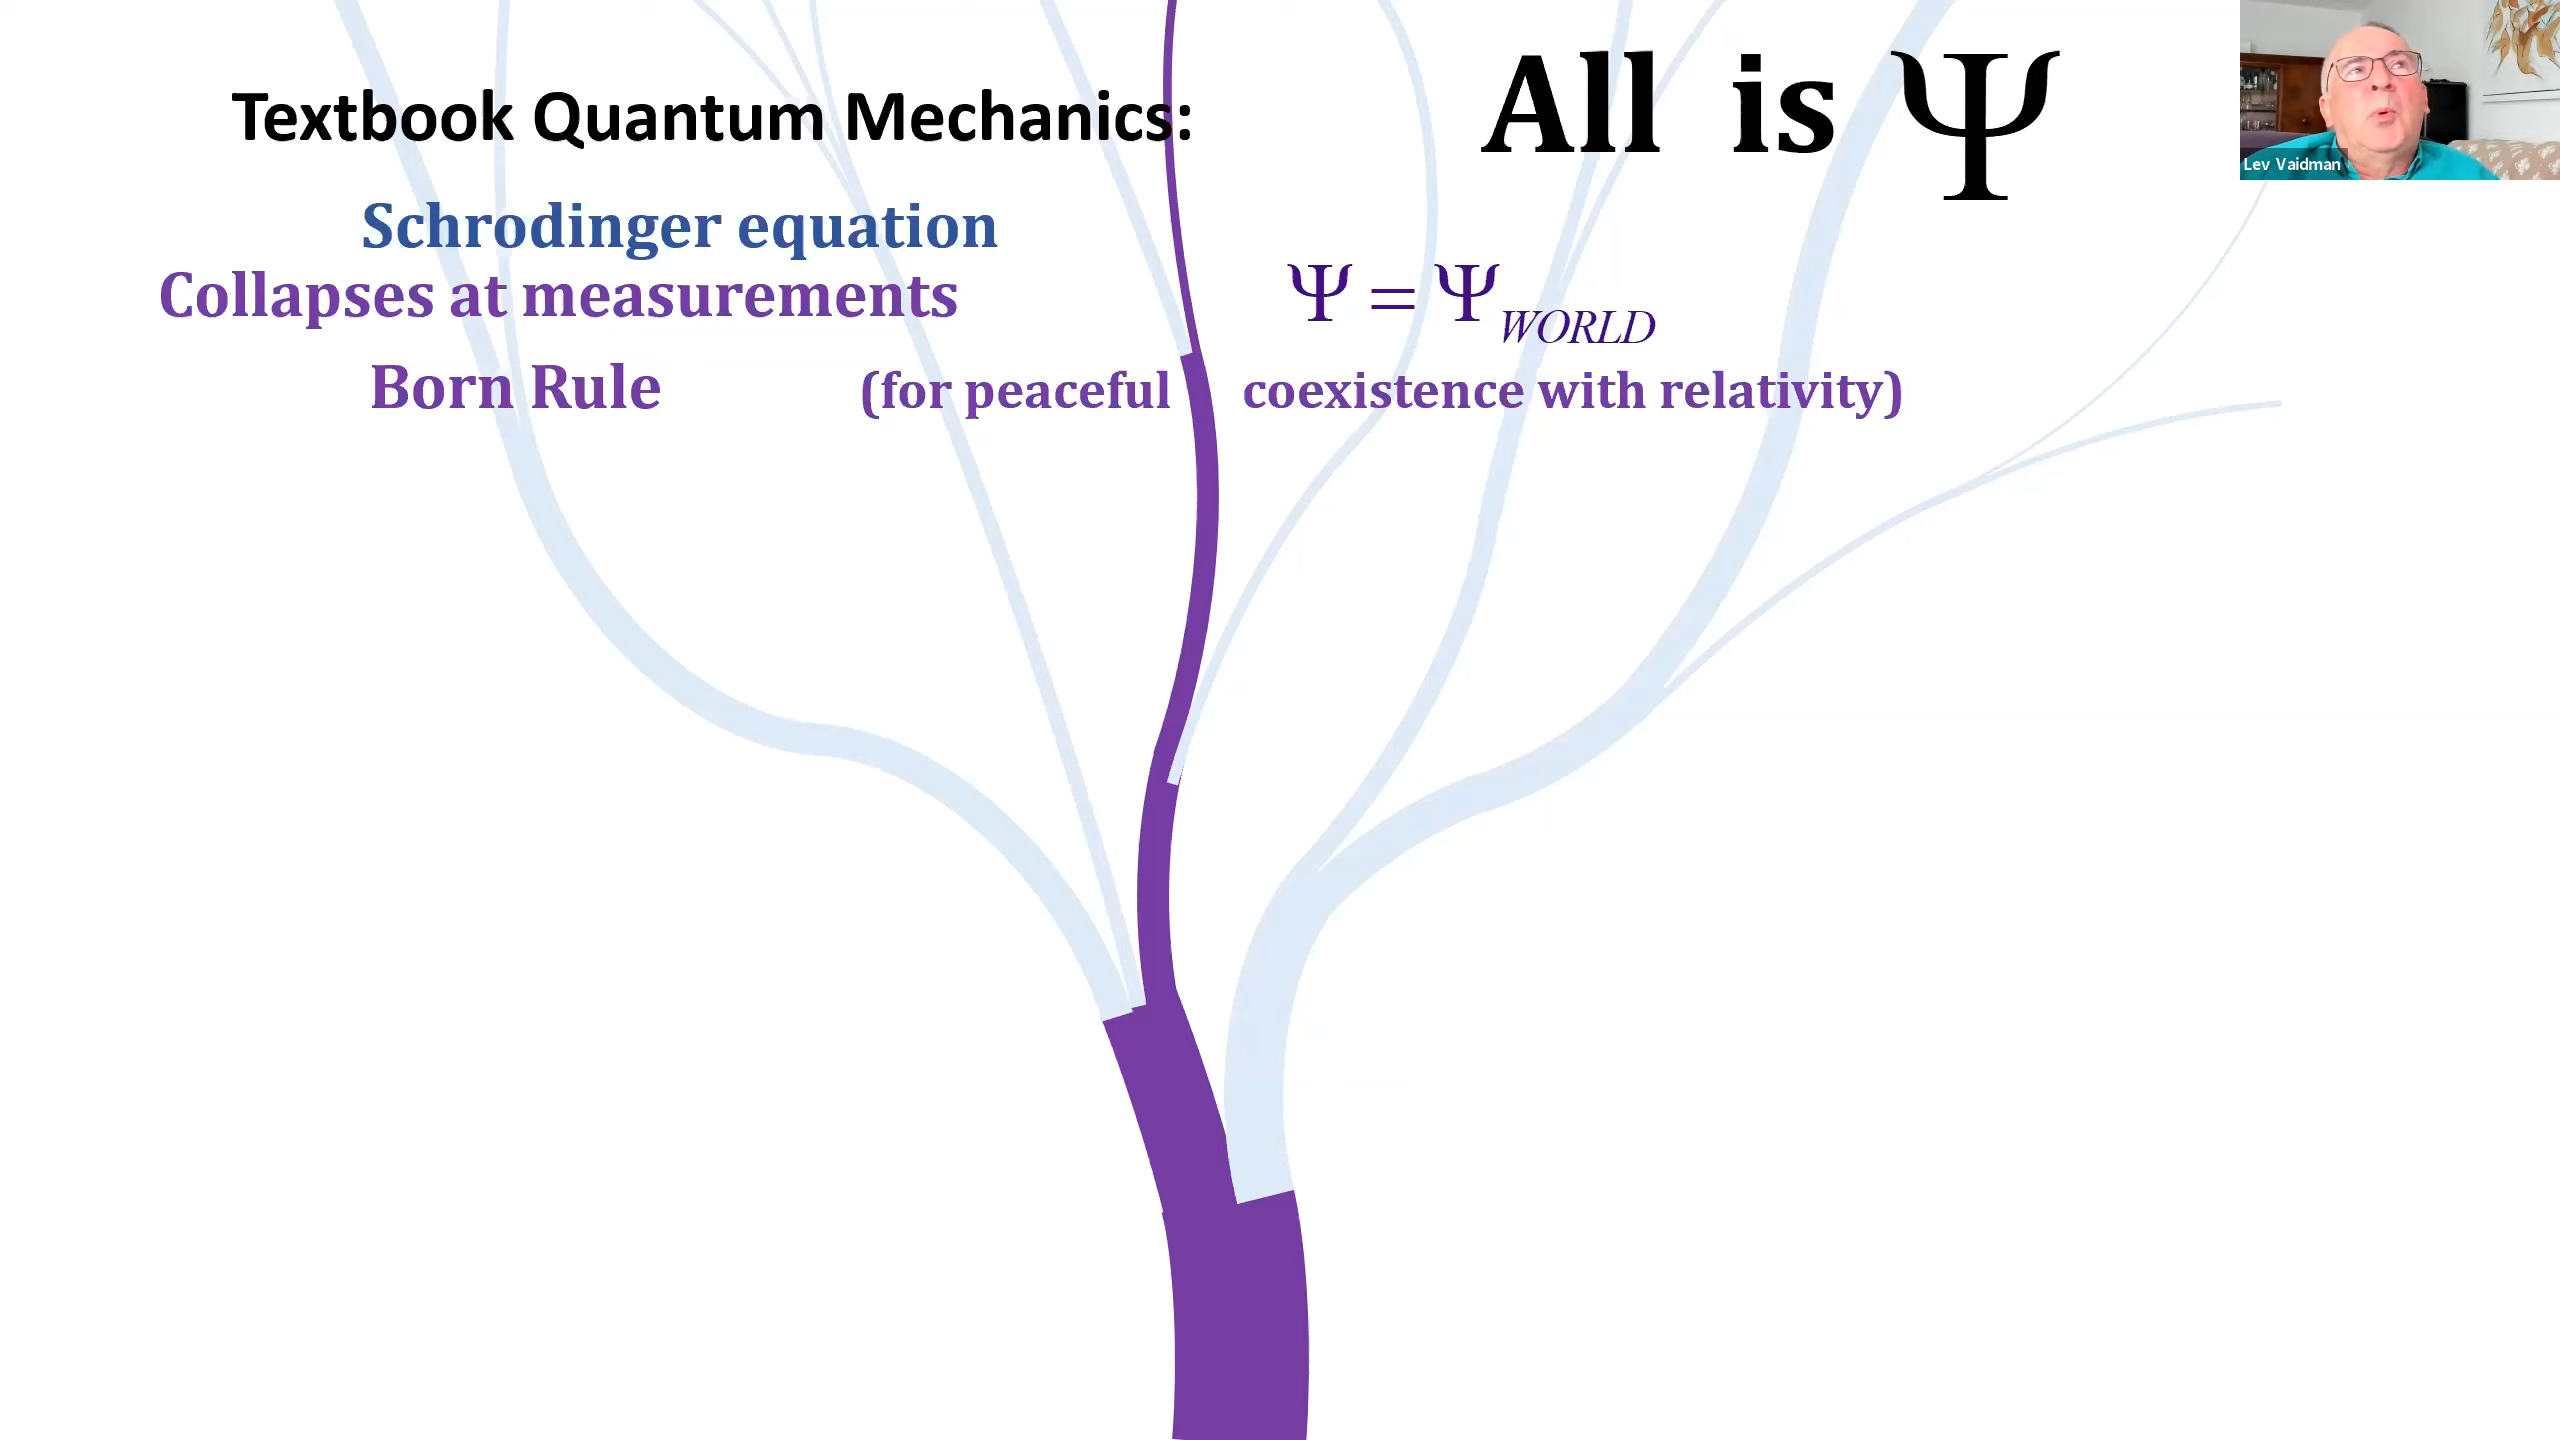 Textbook Quantum Mechanics:
All is Ψ
Schrodinger equation
Collapses at measurements
Ψ = Ψ_WORLD
Born Rule
(for peaceful coexistence with relativity)
Lev Vaidman